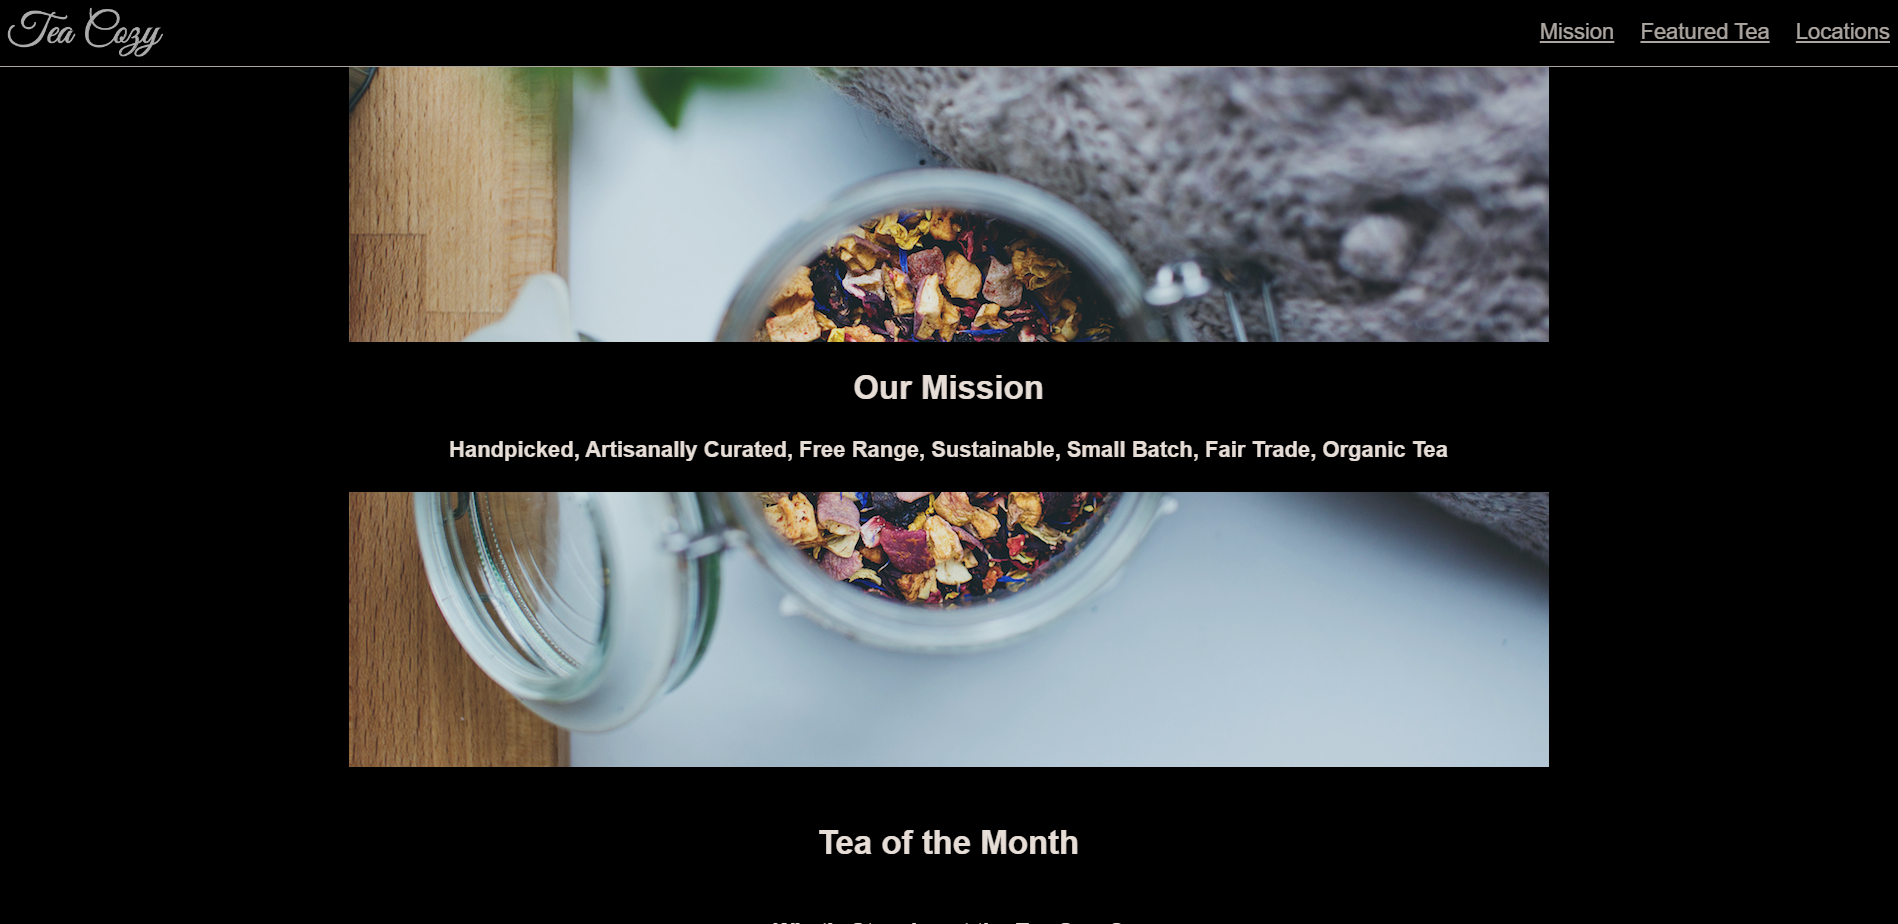 Tea Cozy
Mission Featured Tea Locations
Our Mission
Handpicked, Artisanally Curated, Free Range, Sustainable, Small Batch, Fair Trade, Organic Tea
Tea of the Month